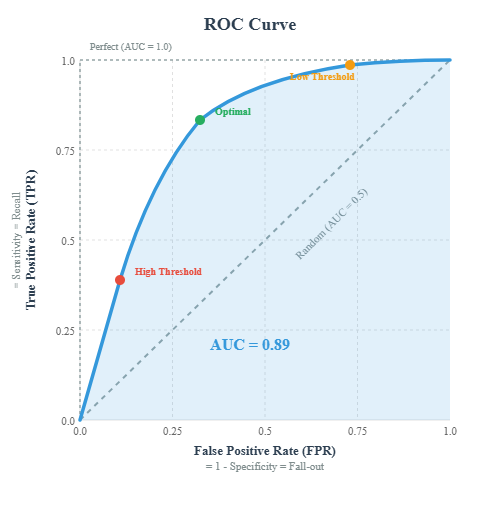 ROC Curve
Perfect (AUC = 1.0)
1.0
Low Threshold
Optimal
0.75
Random (AUC = 0.5)
= Sensitivity = Recall
True Positive Rate (TPR)
0.5
High Threshold
0.25
AUC = 0.89
0.0
0.0 0.25 0.5 0.75 1.0
False Positive Rate (FPR)
= 1 - Specificity = Fall-out